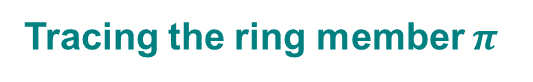 Tracing the ring member 𝜋